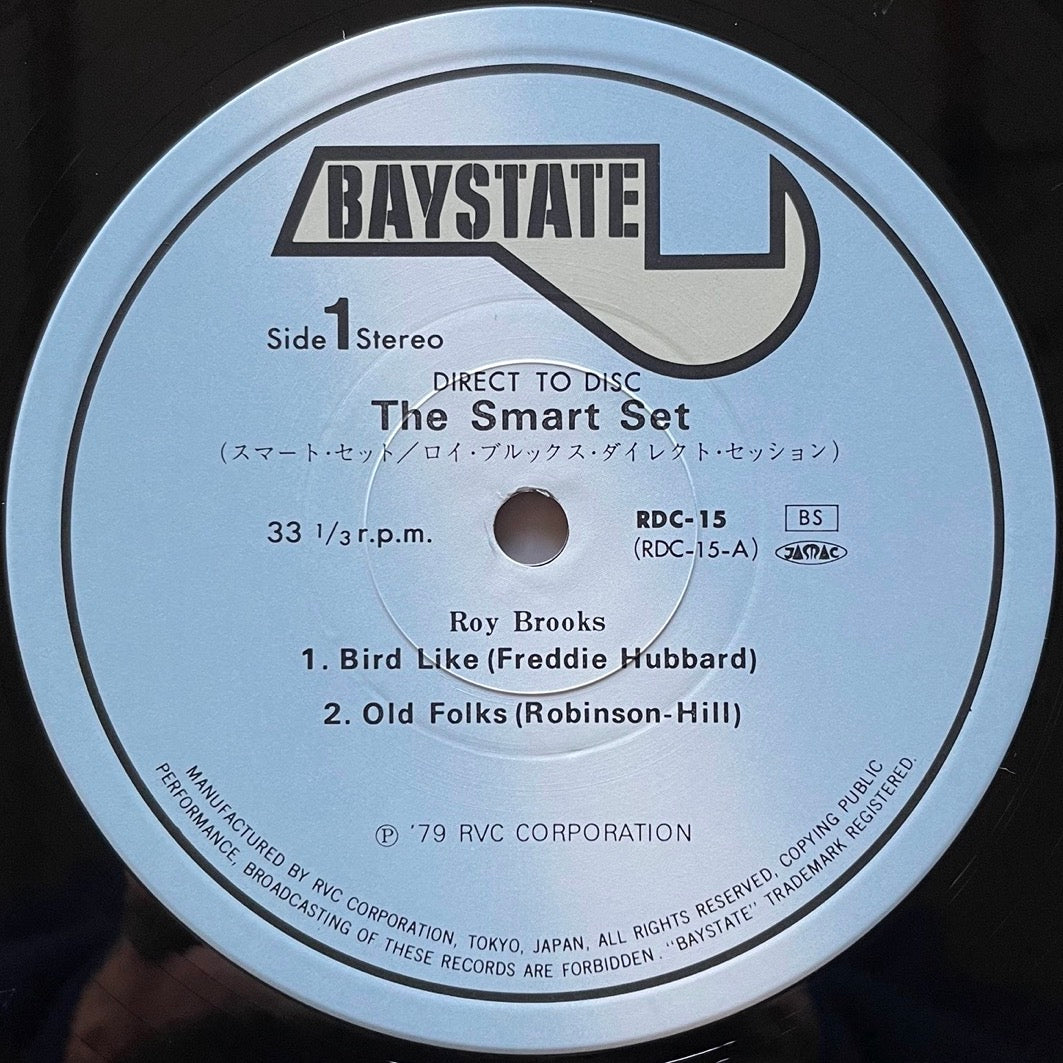 BAYSTATE
Side 1 Stereo
DIRECT TO DISC
The Smart Set
(スマート・セット／ロイ・ブルックス・ダイレクト・セッション)
33 1/3 r.p.m.
RDC-15
BS
(RDC-15-A)
JASRAC
Roy Brooks
1. Bird Like (Freddie Hubbard)
2. Old Folks (Robinson-Hill)
Ⓟ '79 RVC CORPORATION
MANUFACTURED BY RVC CORPORATION, TOKYO, JAPAN, ALL RIGHTS RESERVED, COPYING PUBLIC
PERFORMANCE, BROADCASTING OF THESE RECORDS ARE FORBIDDEN. "BAYSTATE" TRADEMARK REGISTERED.